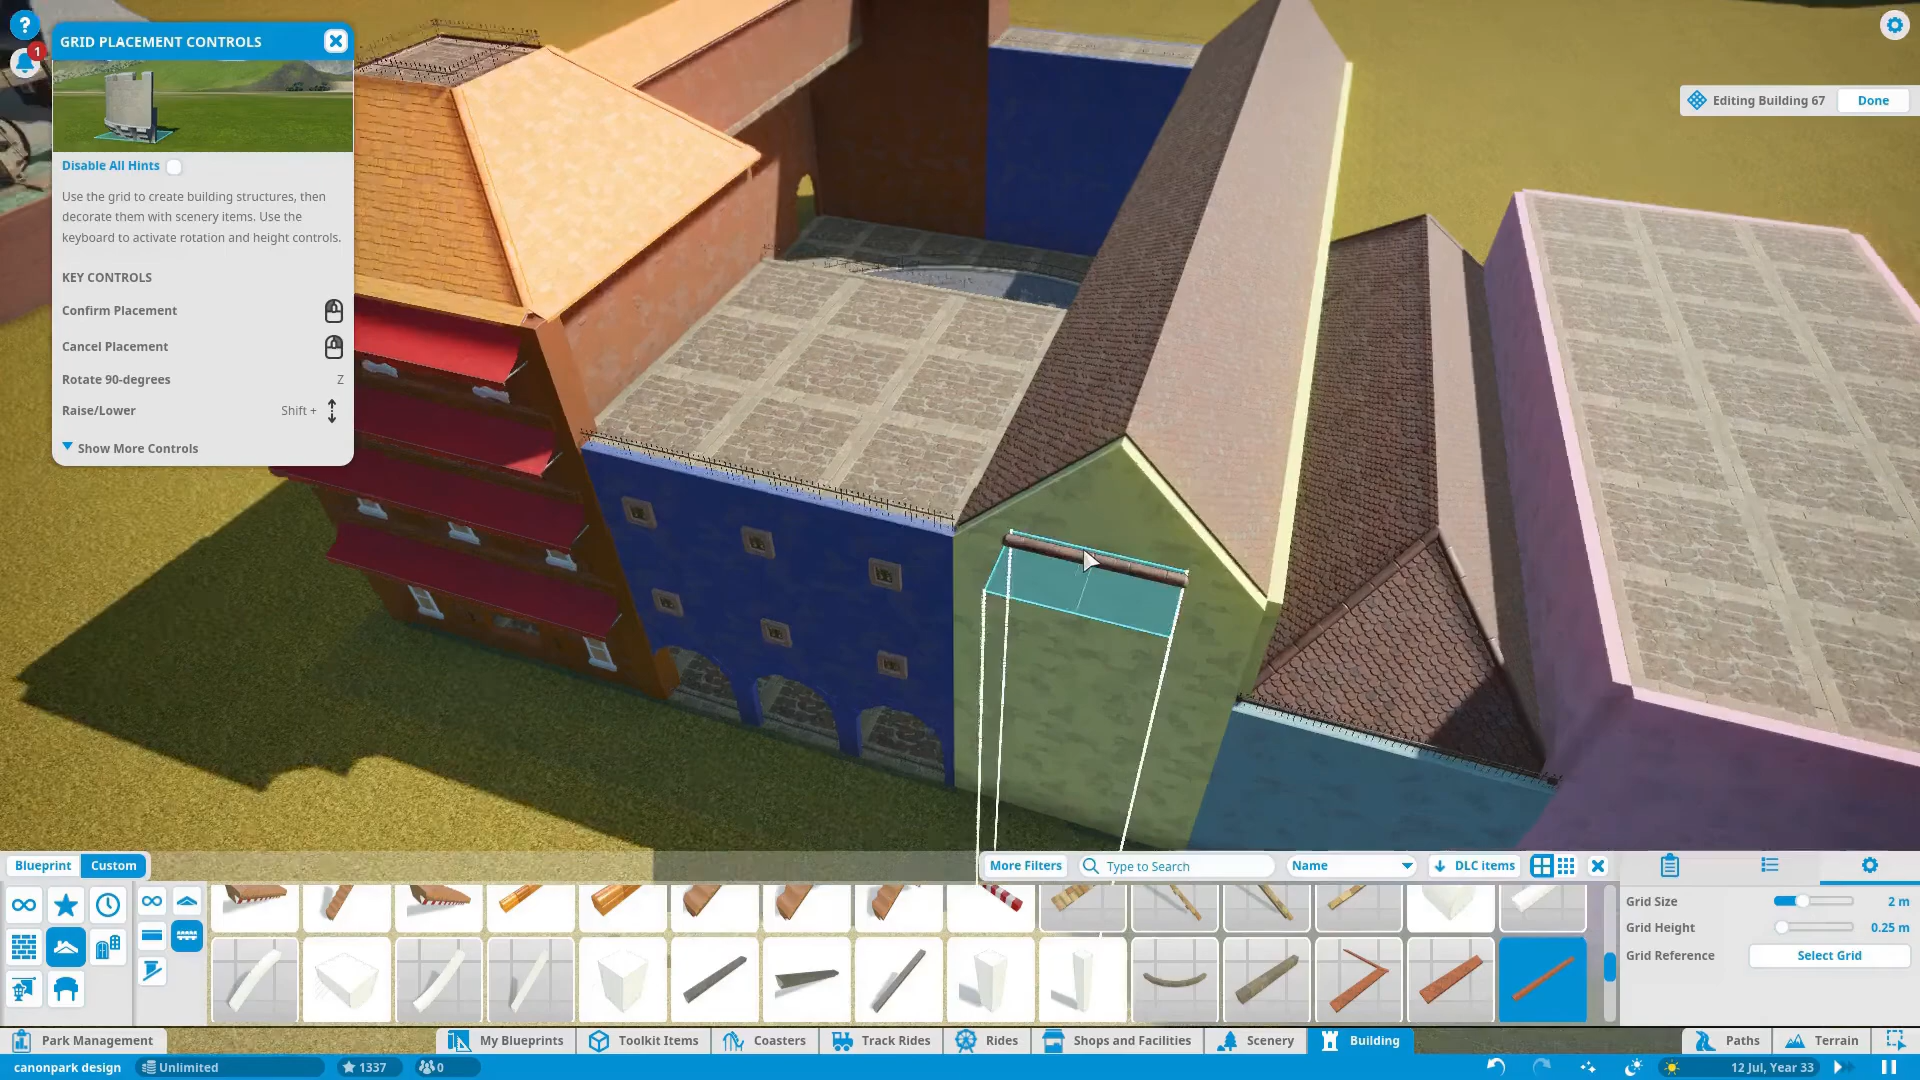 ?
1
GRID PLACEMENT CONTROLS
Disable All Hints
Use the grid to create building structures, then
decorate them with scenery items. Use the
keyboard to activate rotation and height controls.
KEY CONTROLS
Confirm Placement
Cancel Placement
Rotate 90-degrees Z
Raise/Lower Shift +
Show More Controls
Editing Building 67 Done
Blueprint Custom
More Filters Type to Search Name DLC items
Grid Size 2 m
Grid Height 0.25 m
Grid Reference Select Grid
Park Management My Blueprints Toolkit Items Coasters Track Rides Rides Shops and Facilities Scenery Building Paths Terrain
canonpark design Unlimited 1337 0 12 Jul, Year 33